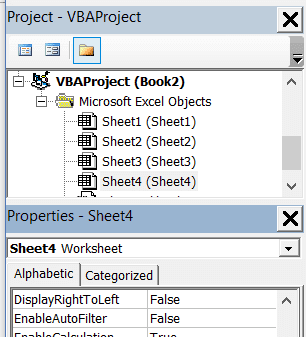 Project - VBAProject
VBAProject (Book2)
Microsoft Excel Objects
Sheet1 (Sheet1)
Sheet2 (Sheet2)
Sheet3 (Sheet3)
Sheet4 (Sheet4)
Properties - Sheet4
Sheet4 Worksheet
Alphabetic Categorized
DisplayRightToLeft False
EnableAutoFilter False
EnableCalculation True